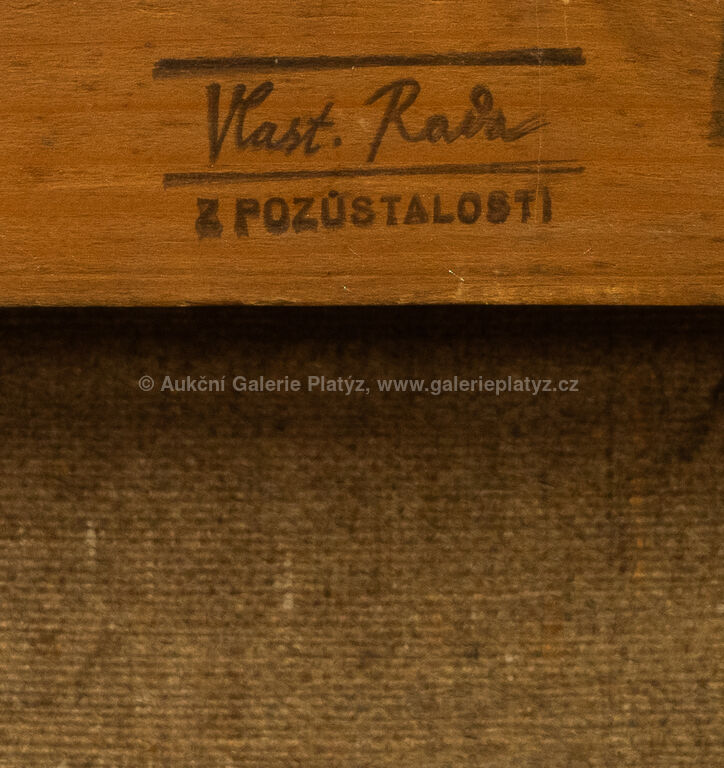 Vlast. Rada
Z POZŮSTALOSTI
© Aukční Galerie Platýz, www.galerieplatyz.cz